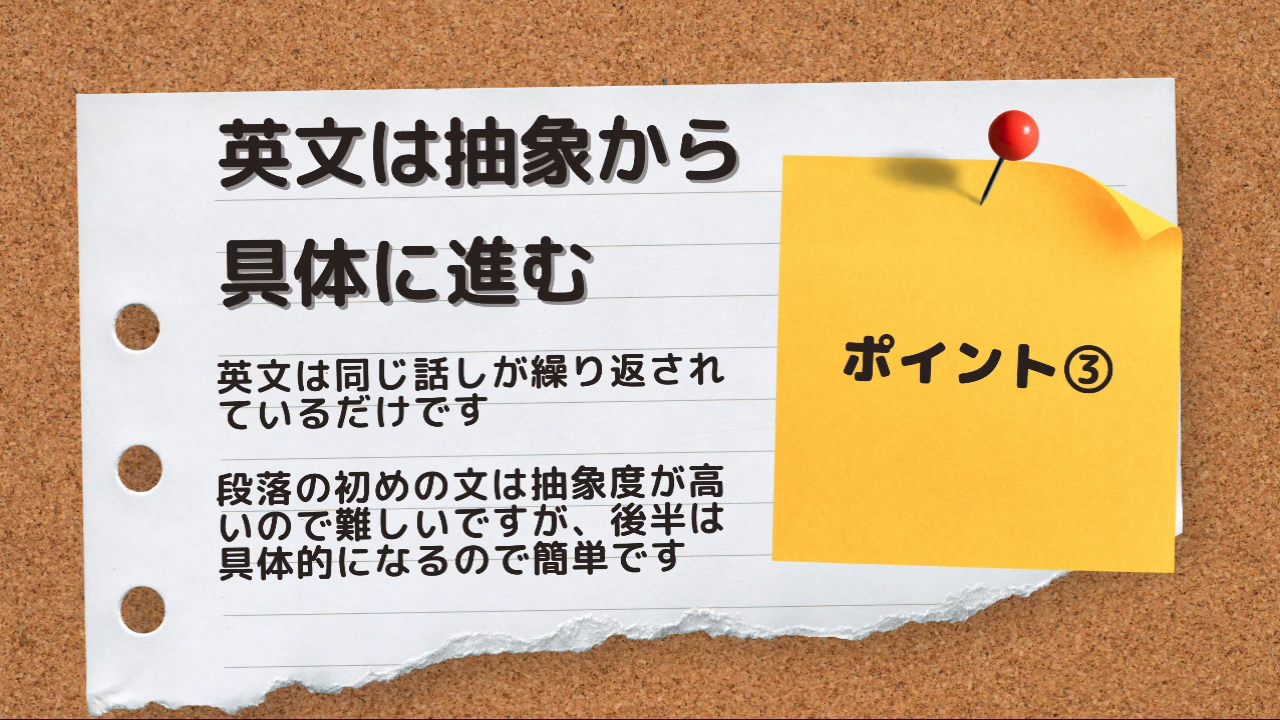 英文は抽象から
具体に進む
英文は同じ話しが繰り返され
ているだけです
段落の初めの文は抽象度が高
いので難しいですが、後半は
具体的になるので簡単です
ポイント③